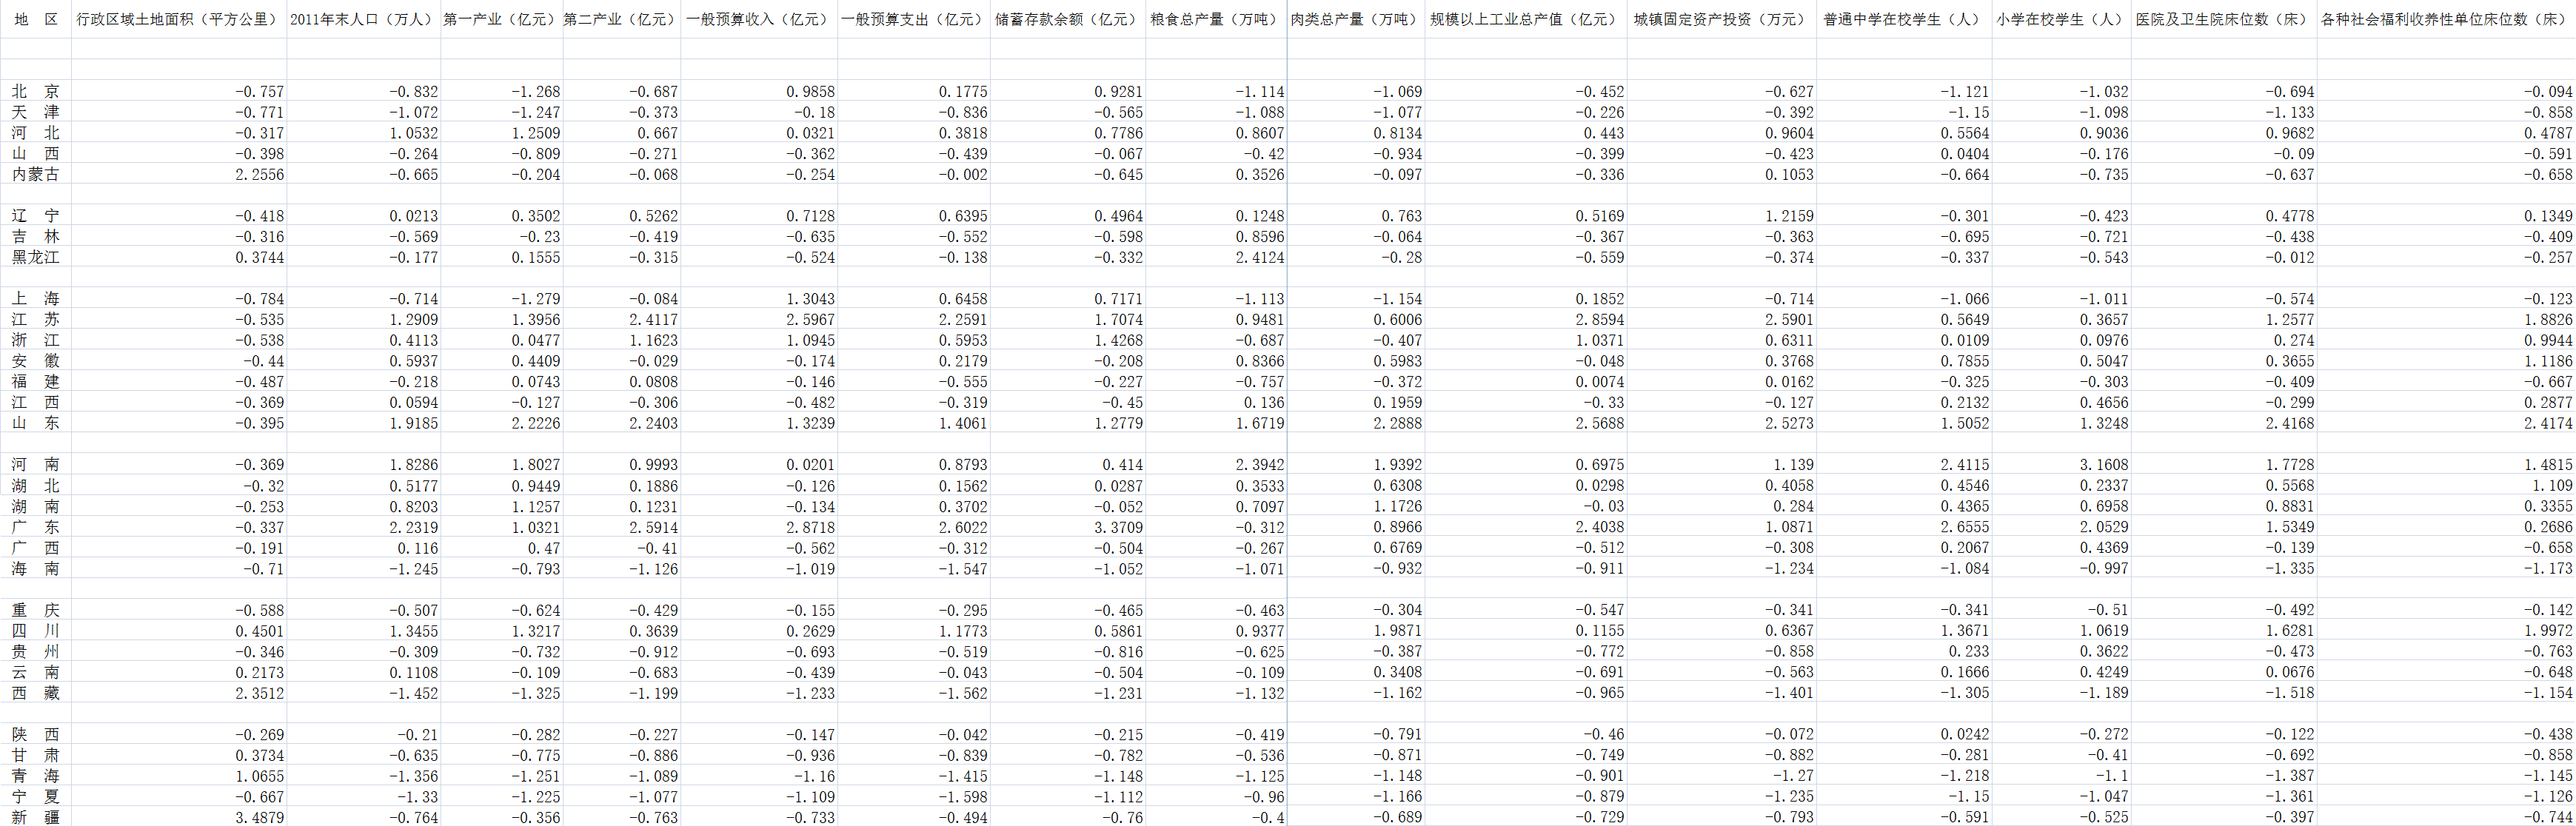 地 区 行政区域土地面积（平方公里） 2011年末人口（万人） 第一产业（亿元） 第二产业（亿元） 一般预算收入（亿元） 一般预算支出（亿元） 储蓄存款余额（亿元） 粮食总产量（万吨） 肉类总产量（万吨） 规模以上工业总产值（亿元） 城镇固定资产投资（万元） 普通中学在校学生（人） 小学在校学生（人） 医院及卫生院床位数（床） 各种社会福利收养性单位床位数（床）
北 京 -0.757 -0.832 -1.268 -0.687 0.9858 0.1775 0.9281 -1.114 -1.069 -0.452 -0.627 -1.121 -1.032 -0.694 -0.094
天 津 -0.771 -1.072 -1.247 -0.373 -0.18 -0.836 -0.565 -1.088 -1.077 -0.226 -0.392 -1.15 -1.098 -1.133 -0.858
河 北 -0.317 1.0532 1.2509 0.667 0.0321 0.3818 0.7786 0.8607 0.8134 0.443 0.9604 0.5564 0.9036 0.9682 0.4787
山 西 -0.398 -0.264 -0.809 -0.271 -0.362 -0.439 -0.067 -0.42 -0.934 -0.399 -0.423 0.0404 -0.176 -0.09 -0.591
内蒙古 2.2556 -0.665 -0.204 -0.068 -0.254 -0.002 -0.645 0.3526 -0.097 -0.336 0.1053 -0.664 -0.735 -0.637 -0.658
辽 宁 -0.418 0.0213 0.3502 0.5262 0.7128 0.6395 0.4964 0.1248 0.763 0.5169 1.2159 -0.301 -0.423 0.4778 0.1349
吉 林 -0.316 -0.569 -0.23 -0.419 -0.635 -0.552 -0.598 0.8596 -0.064 -0.367 -0.363 -0.695 -0.721 -0.438 -0.409
黑龙江 0.3744 -0.177 0.1555 -0.315 -0.524 -0.138 -0.332 2.4124 -0.28 -0.559 -0.374 -0.337 -0.543 -0.012 -0.257
上 海 -0.784 -0.714 -1.279 -0.084 1.3043 0.6458 0.7171 -1.113 -1.154 0.1852 -0.714 -1.066 -1.011 -0.574 -0.123
江 苏 -0.535 1.2909 1.3956 2.4117 2.5967 2.2591 1.7074 0.9481 0.6006 2.8594 2.5901 0.5649 0.3657 1.2577 1.8826
浙 江 -0.538 0.4113 0.0477 1.1623 1.0945 0.5953 1.4268 -0.687 -0.407 1.0371 0.6311 0.0109 0.0976 0.274 0.9944
安 徽 -0.44 0.5937 0.4409 -0.029 -0.174 0.2179 -0.208 0.8366 0.5983 -0.048 0.3768 0.7855 0.5047 0.3655 1.1186
福 建 -0.487 -0.218 0.0743 0.0808 -0.146 -0.555 -0.227 -0.757 -0.372 0.0074 0.0162 -0.325 -0.303 -0.409 -0.667
江 西 -0.369 0.0594 -0.127 -0.306 -0.482 -0.319 -0.45 0.136 0.1959 -0.33 -0.127 0.2132 0.4656 -0.299 0.2877
山 东 -0.395 1.9185 2.2226 2.2403 1.3239 1.4061 1.2779 1.6719 2.2888 2.5688 2.5273 1.5052 1.3248 2.4168 2.4174
河 南 -0.369 1.8286 1.8027 0.9993 0.0201 0.8793 0.414 2.3942 1.9392 0.6975 1.139 2.4115 3.1608 1.7728 1.4815
湖 北 -0.32 0.5177 0.9449 0.1886 -0.126 0.1562 0.0287 0.3533 0.6308 0.0298 0.4058 0.4546 0.2337 0.5568 1.109
湖 南 -0.253 0.8203 1.1257 0.1231 -0.134 0.3702 -0.052 0.7097 1.1726 -0.03 0.284 0.4365 0.6958 0.8831 0.3355
广 东 -0.337 2.2319 1.0321 2.5914 2.8718 2.6022 3.3709 -0.312 0.8966 2.4038 1.0871 2.6555 2.0529 1.5349 0.2686
广 西 -0.191 0.116 0.47 -0.41 -0.562 -0.312 -0.504 -0.267 0.6769 -0.512 -0.308 0.2067 0.4369 -0.139 -0.658
海 南 -0.71 -1.245 -0.793 -1.126 -1.019 -1.547 -1.052 -1.071 -0.932 -0.911 -1.234 -1.084 -0.997 -1.335 -1.173
重 庆 -0.588 -0.507 -0.624 -0.429 -0.155 -0.295 -0.465 -0.463 -0.304 -0.547 -0.341 -0.341 -0.51 -0.492 -0.142
四 川 0.4501 1.3455 1.3217 0.3639 0.2629 1.1773 0.5861 0.9377 1.9871 0.1155 0.6367 1.3671 1.0619 1.6281 1.9972
贵 州 -0.346 -0.309 -0.732 -0.912 -0.693 -0.519 -0.816 -0.625 -0.387 -0.772 -0.858 0.233 0.3622 -0.473 -0.763
云 南 0.2173 0.1108 -0.109 -0.683 -0.439 -0.043 -0.504 -0.109 0.3408 -0.691 -0.563 0.1666 0.4249 0.0676 -0.648
西 藏 2.3512 -1.452 -1.325 -1.199 -1.233 -1.562 -1.231 -1.132 -1.162 -0.965 -1.401 -1.305 -1.189 -1.518 -1.154
陕 西 -0.269 -0.21 -0.282 -0.227 -0.147 -0.042 -0.215 -0.419 -0.791 -0.46 -0.072 0.0242 -0.272 -0.122 -0.438
甘 肃 0.3734 -0.635 -0.775 -0.886 -0.936 -0.839 -0.782 -0.536 -0.871 -0.749 -0.882 -0.281 -0.41 -0.692 -0.858
青 海 1.0655 -1.356 -1.251 -1.089 -1.16 -1.415 -1.148 -1.125 -1.148 -0.901 -1.27 -1.218 -1.1 -1.387 -1.145
宁 夏 -0.667 -1.33 -1.225 -1.077 -1.109 -1.598 -1.112 -0.96 -1.166 -0.879 -1.235 -1.15 -1.047 -1.361 -1.126
新 疆 3.4879 -0.764 -0.356 -0.763 -0.733 -0.494 -0.76 -0.4 -0.689 -0.729 -0.793 -0.591 -0.525 -0.397 -0.744